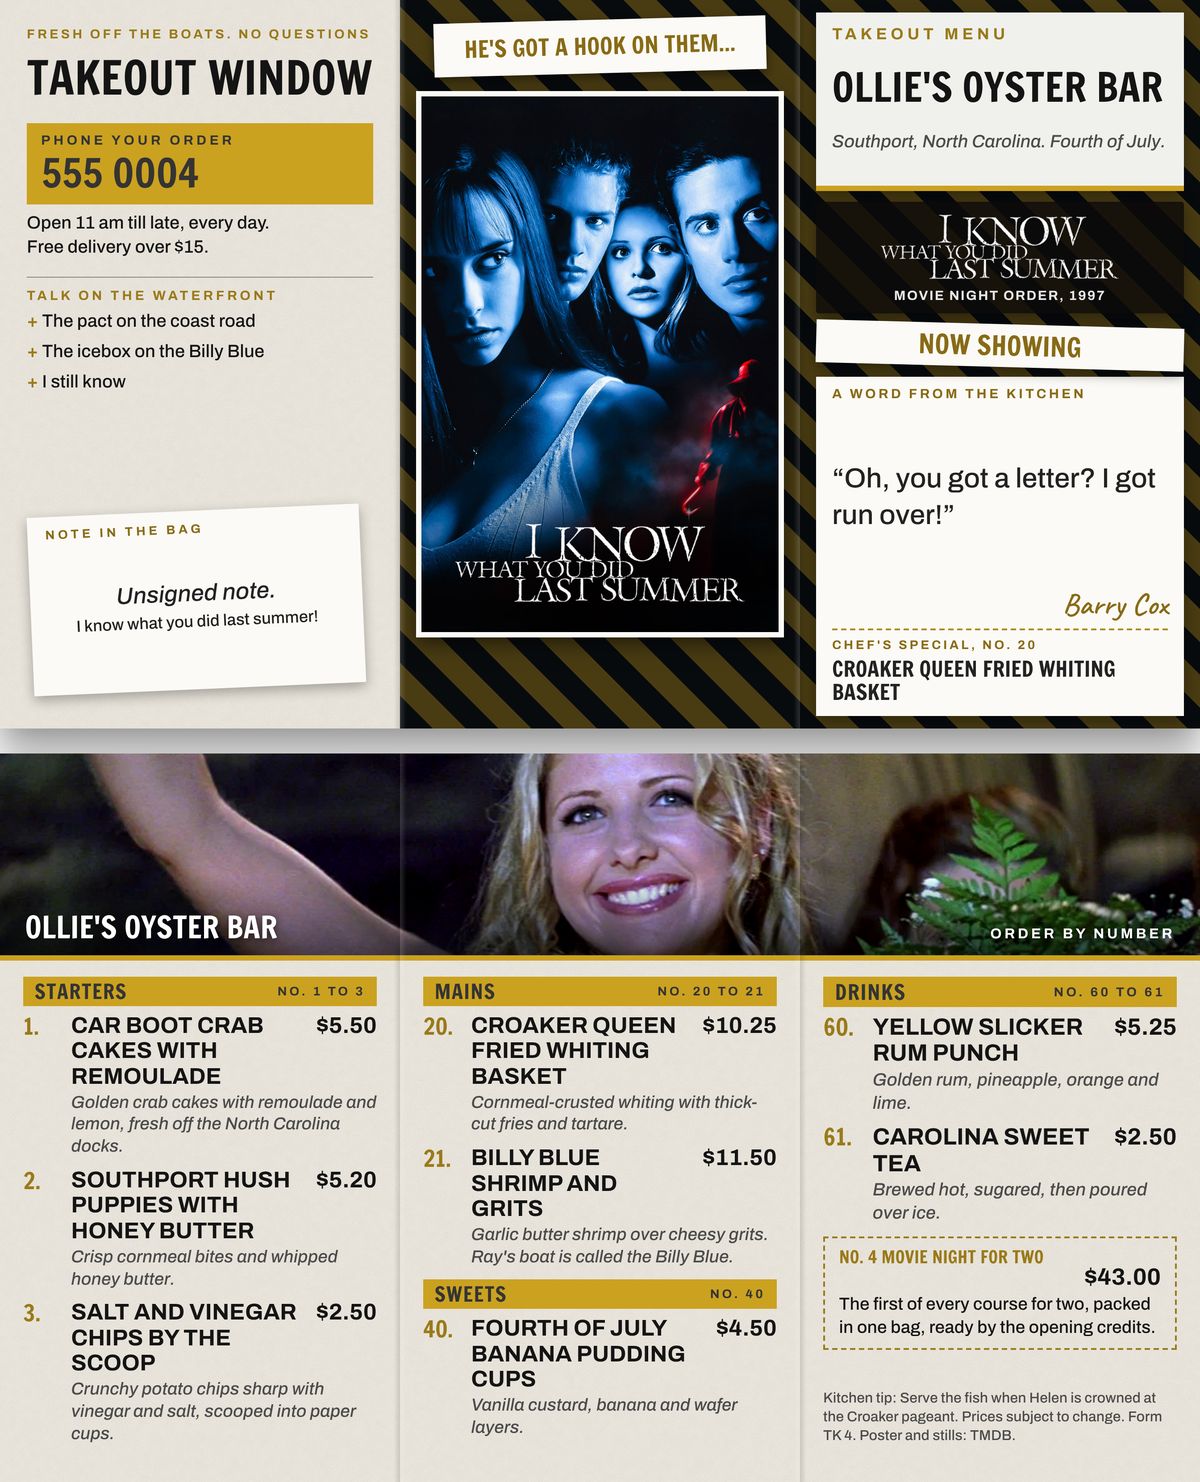 FRESH OFF THE BOATS. NO QUESTIONS
TAKEOUT WINDOW
PHONE YOUR ORDER
555 0004
Open 11 am till late, every day.
Free delivery over $15.
TALK ON THE WATERFRONT
+ The pact on the coast road
+ The icebox on the Billy Blue
+ I still know
NOTE IN THE BAG
Unsigned note.
I know what you did last summer!
HE'S GOT A HOOK ON THEM...
I KNOW
WHAT YOU DID
LAST SUMMER
TAKEOUT MENU
OLLIE'S OYSTER BAR
Southport, North Carolina. Fourth of July.
I KNOW
WHAT YOU DID
LAST SUMMER
MOVIE NIGHT ORDER, 1997
NOW SHOWING
A WORD FROM THE KITCHEN
“Oh, you got a letter? I got
run over!”
Barry Cox
CHEF'S SPECIAL, NO. 20
CROAKER QUEEN FRIED WHITING
BASKET
OLLIE'S OYSTER BAR
ORDER BY NUMBER
STARTERS NO. 1 TO 3
1. CAR BOOT CRAB $5.50
CAKES WITH
REMOULADE
Golden crab cakes with remoulade and
lemon, fresh off the North Carolina
docks.
2. SOUTHPORT HUSH $5.20
PUPPIES WITH
HONEY BUTTER
Crisp cornmeal bites and whipped
honey butter.
3. SALT AND VINEGAR $2.50
CHIPS BY THE
SCOOP
Crunchy potato chips sharp with
vinegar and salt, scooped into paper
cups.
MAINS NO. 20 TO 21
20. CROAKER QUEEN $10.25
FRIED WHITING
BASKET
Cornmeal-crusted whiting with thick-
cut fries and tartare.
21. BILLY BLUE $11.50
SHRIMP AND
GRITS
Garlic butter shrimp over cheesy grits.
Ray's boat is called the Billy Blue.
SWEETS NO. 40
40. FOURTH OF JULY $4.50
BANANA PUDDING
CUPS
Vanilla custard, banana and wafer
layers.
DRINKS NO. 60 TO 61
60. YELLOW SLICKER $5.25
RUM PUNCH
Golden rum, pineapple, orange and
lime.
61. CAROLINA SWEET $2.50
TEA
Brewed hot, sugared, then poured
over ice.
NO. 4 MOVIE NIGHT FOR TWO
$43.00
The first of every course for two, packed
in one bag, ready by the opening credits.
Kitchen tip: Serve the fish when Helen is crowned at
the Croaker pageant. Prices subject to change. Form
TK 4. Poster and stills: TMDB.